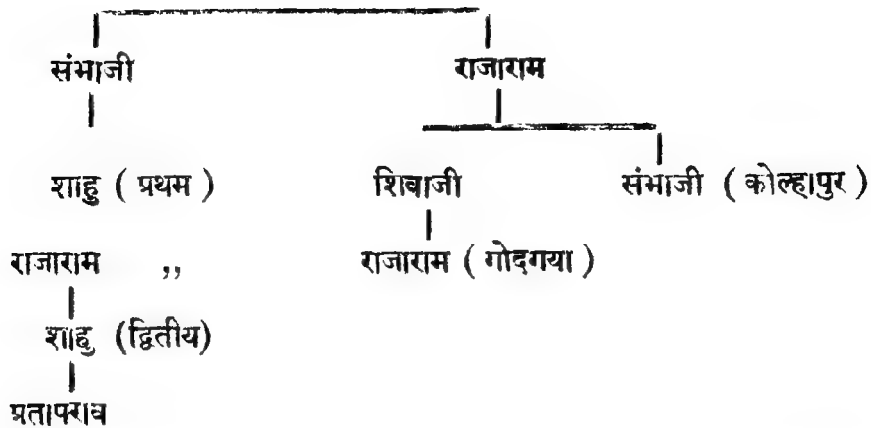 संभाजी राजाराम
शाहु ( प्रथम ) शिवाजी संभाजी ( कोल्हापुर )
राजाराम ,, राजाराम ( गोदगया )
शाहु (द्वितीय)
प्रतापराव